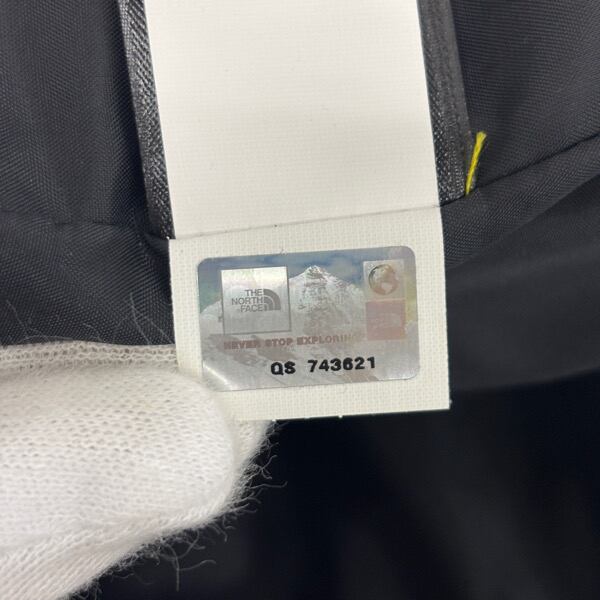 THE
NORTH
FACE
NEVER STOP EXPLORING
QS 743621